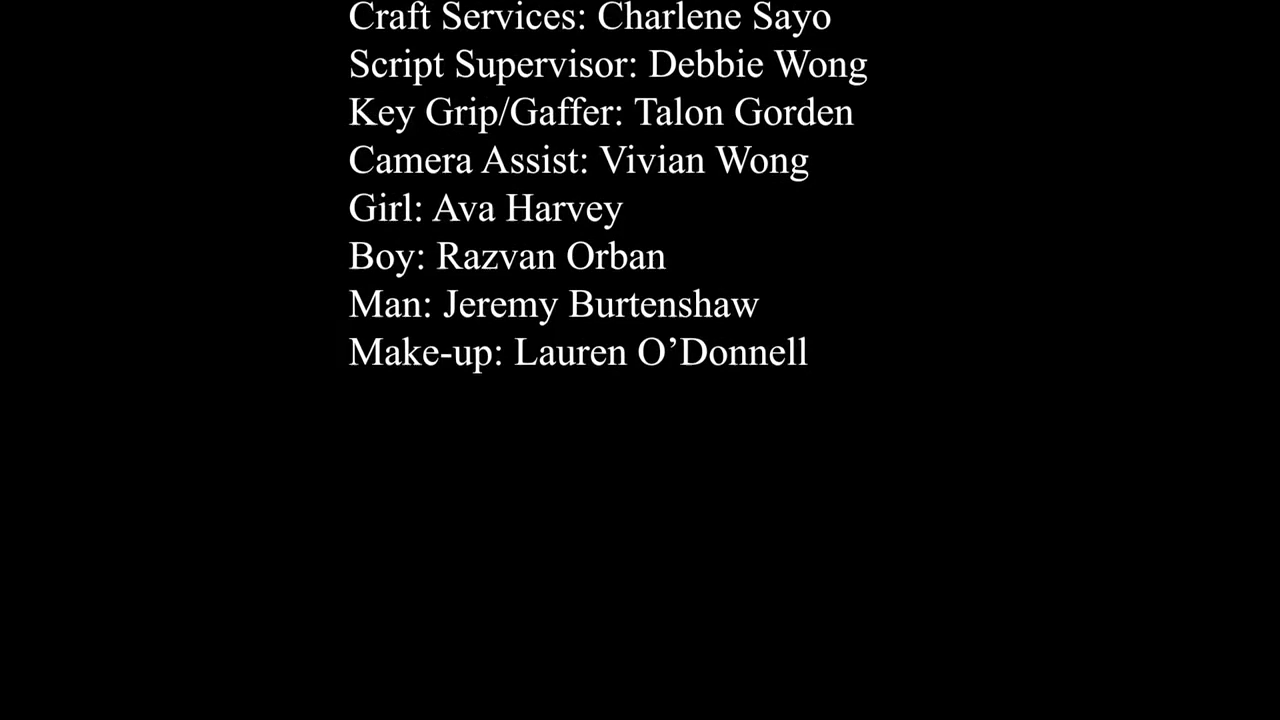 Craft Services: Charlene Sayo
Script Supervisor: Debbie Wong
Key Grip/Gaffer: Talon Gorden
Camera Assist: Vivian Wong
Girl: Ava Harvey
Boy: Razvan Orban
Man: Jeremy Burtenshaw
Make-up: Lauren O’Donnell